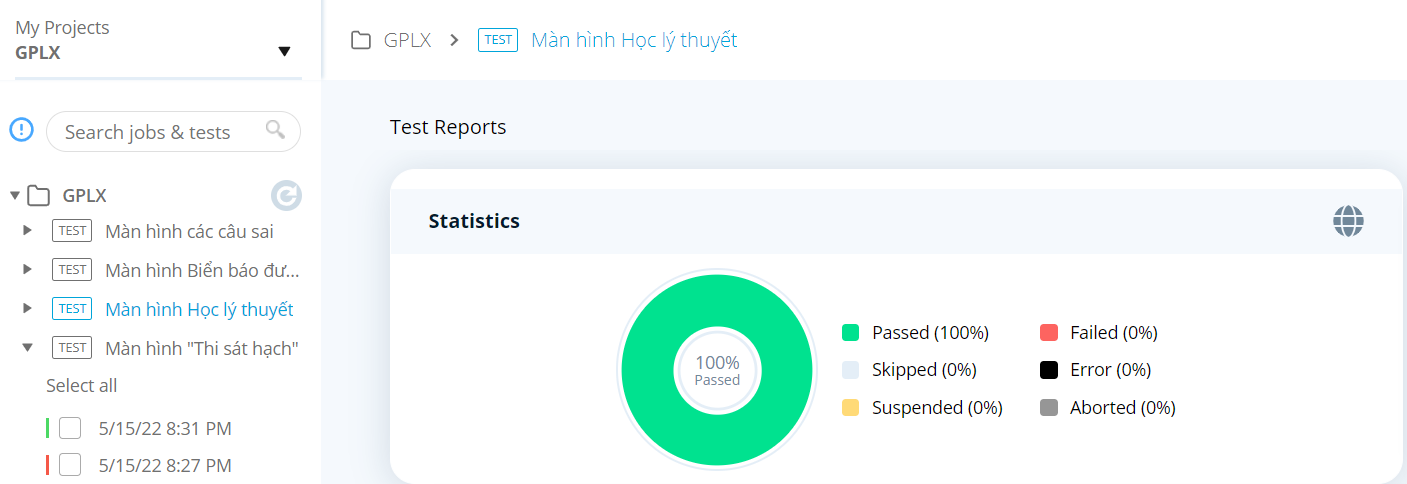 My Projects
GPLX
Search jobs & tests
GPLX
TEST Màn hình các câu sai
TEST Màn hình Biển báo đư...
TEST Màn hình Học lý thuyết
TEST Màn hình "Thi sát hạch"
Select all
5/15/22 8:31 PM
5/15/22 8:27 PM
GPLX > TEST Màn hình Học lý thuyết
Test Reports
Statistics
100%
Passed
Passed (100%) Failed (0%)
Skipped (0%) Error (0%)
Suspended (0%) Aborted (0%)